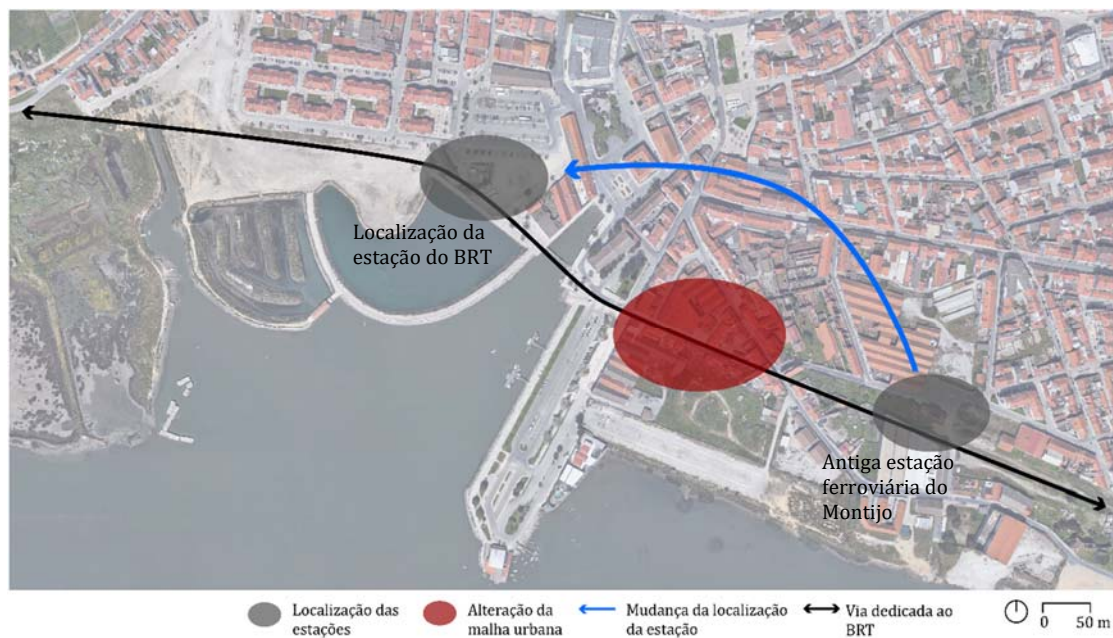 Localização da
estação do BRT
Antiga estação
ferroviária do
Montijo
Localização das
estações
Alteração da
malha urbana
Mudança da localização
da estação
Via dedicada ao
BRT
0 50 m